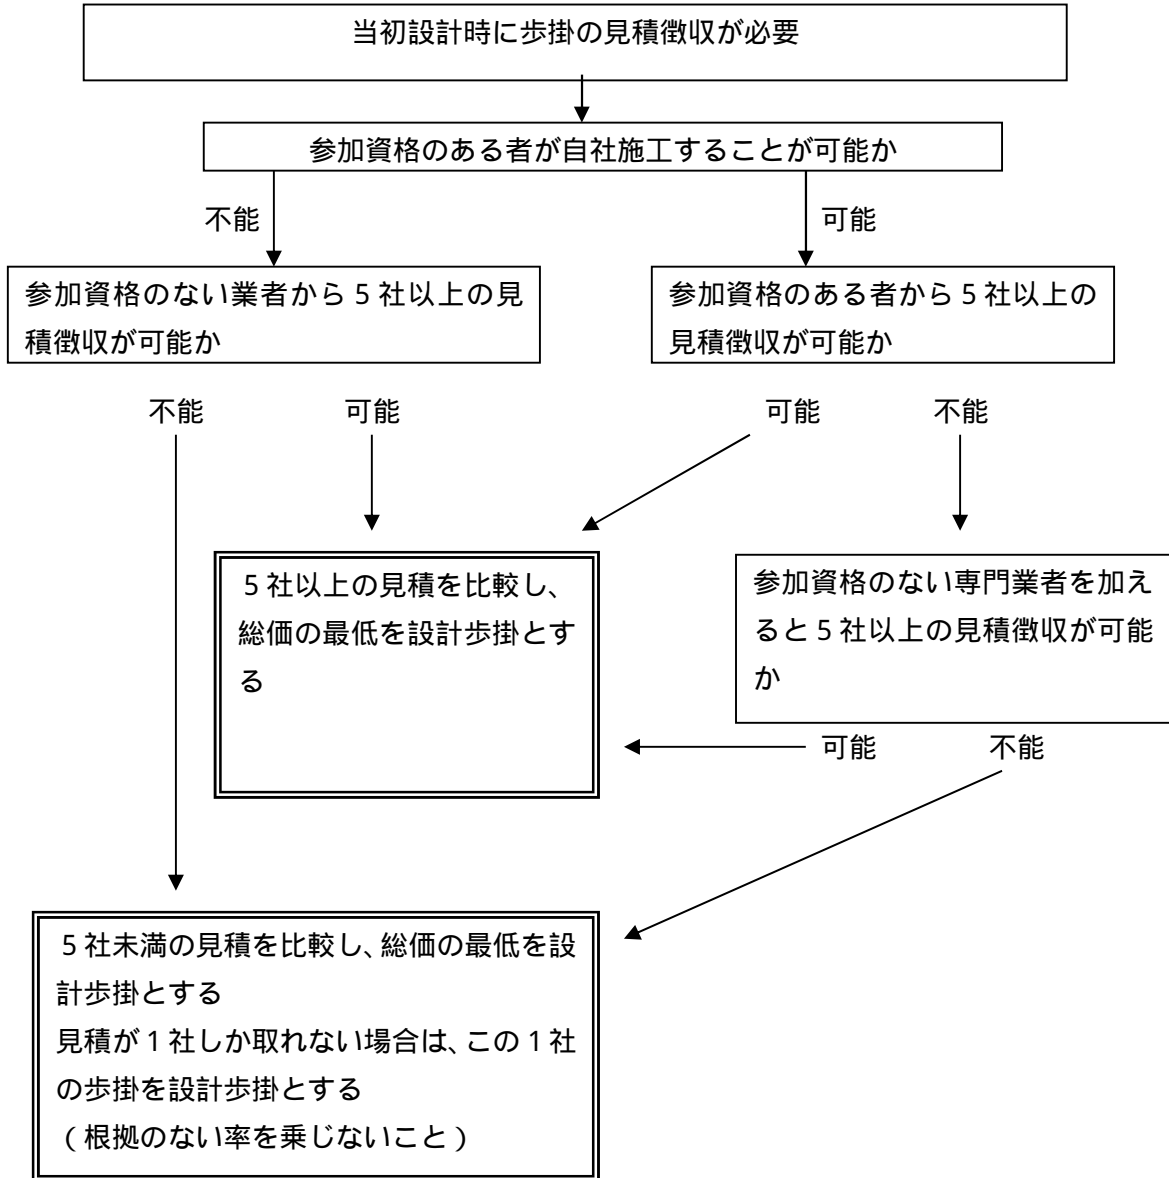 当初設計時に歩掛の見積徴収が必要
参加資格のある者が自社施工することが可能か
不能
可能
参加資格のない業者から５社以上の見
積徴収が可能か
参加資格のある者から５社以上の
見積徴収が可能か
不能
可能
可能
不能
５社以上の見積を比較し、
総価の最低を設計歩掛とす
る
参加資格のない専門業者を加え
ると５社以上の見積徴収が可能
か
可能
不能
５社未満の見積を比較し、総価の最低を設
計歩掛とする
見積が１社しか取れない場合は、この１社
の歩掛を設計歩掛とする
（根拠のない率を乗じないこと）